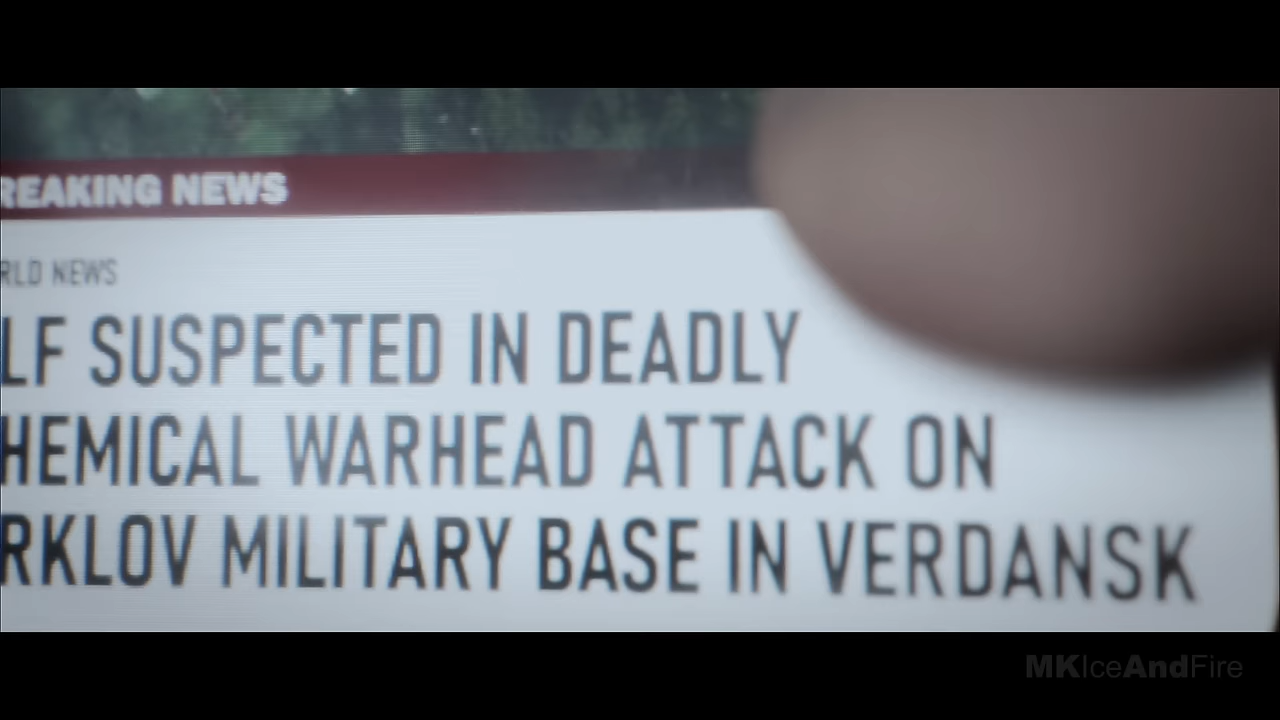 REAKING NEWS
RLD NEWS
LF SUSPECTED IN DEADLY
HEMICAL WARHEAD ATTACK ON
RKLOV MILITARY BASE IN VERDANSK
MKIceAndFire